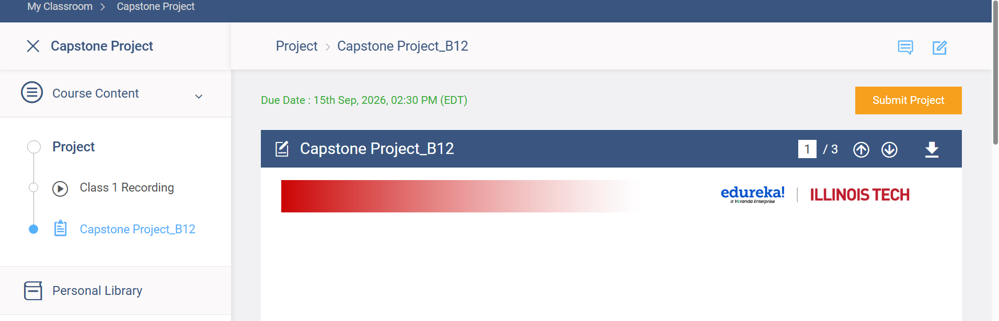 My Classroom > Capstone Project
Capstone Project
Project > Capstone Project_B12
Course Content
Due Date : 15th Sep, 2026, 02:30 PM (EDT)
Submit Project
Project
Class 1 Recording
Capstone Project_B12
Personal Library
Capstone Project_B12
1 / 3
edureka!
a Veranda Enterprise
ILLINOIS TECH